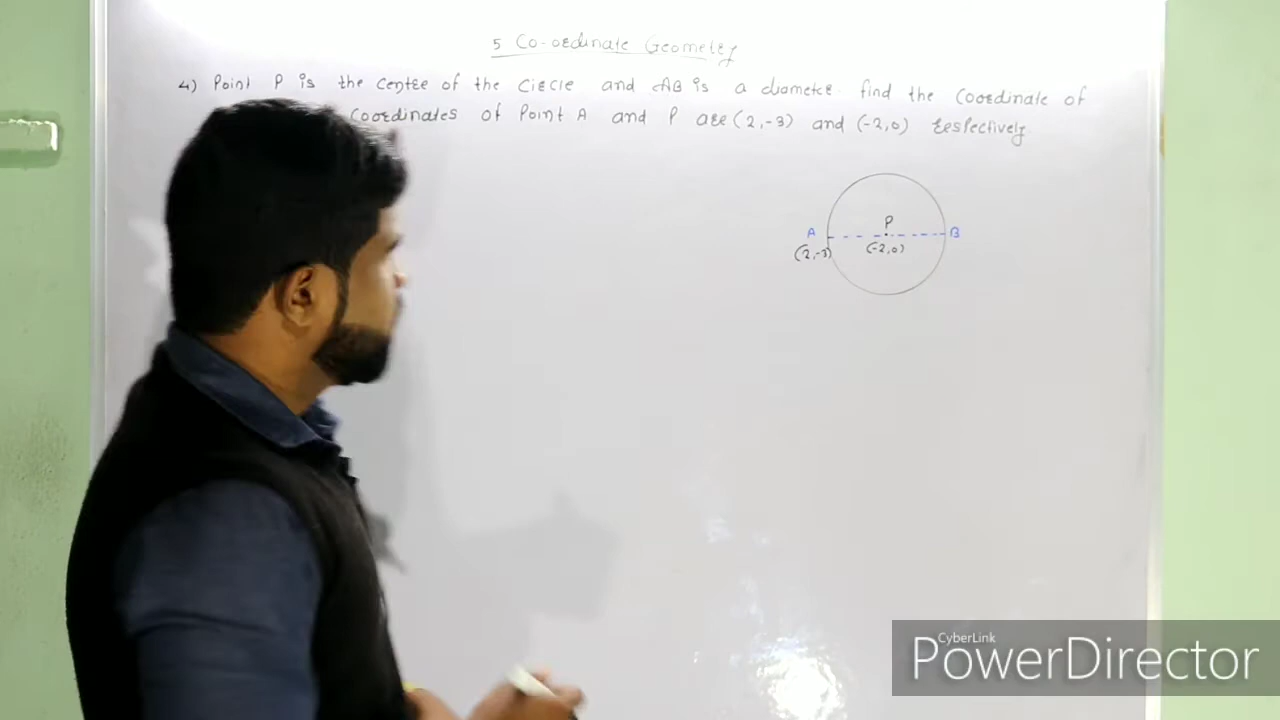 5 Co-ordinate Geometry
4) Point P is the centre of the circle and AB is a diameter. find the coordinate of
coordinates of Point A and P are (2,-3) and (-2,0) respectively
P
A
B
(2,-3)
(-2,0)
CyberLink
PowerDirector